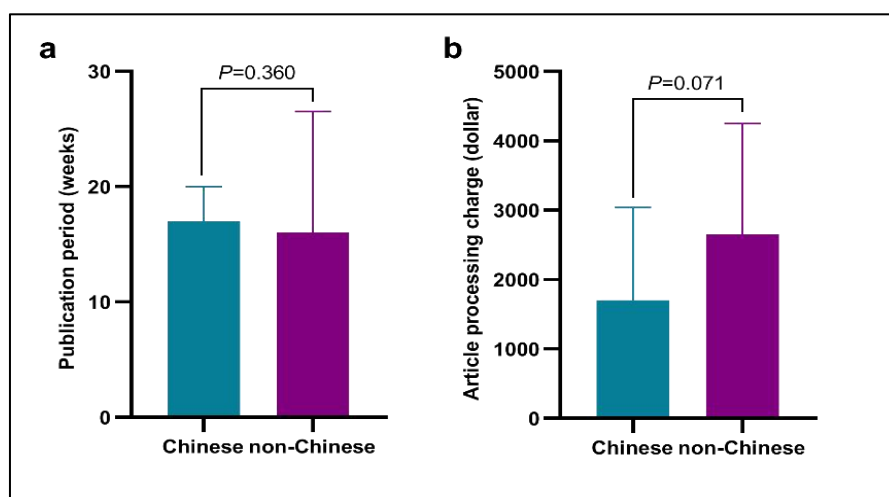 a
P=0.360
Publication period (weeks)
30
20
10
0
Chinese non-Chinese
b
P=0.071
Article processing charge (dollar)
5000
4000
3000
2000
1000
0
Chinese non-Chinese